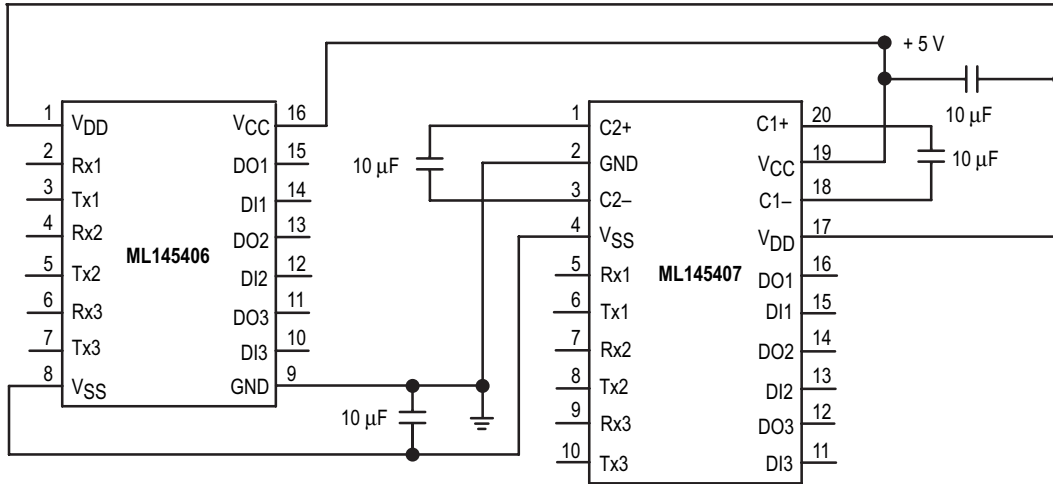 + 5 V
10 μF
1 VDD VCC 16
2 Rx1 DO1 15
3 Tx1 DI1 14
4 Rx2 DO2 13
5 Tx2 DI2 12
6 Rx3 DO3 11
7 Tx3 DI3 10
8 VSS GND 9
ML145406
10 μF
10 μF
1 C2+ C1+ 20
2 GND VCC 19
3 C2– C1– 18
4 VSS VDD 17
5 Rx1 DO1 16
6 Tx1 DI1 15
7 Rx2 DO2 14
8 Tx2 DI2 13
9 Rx3 DO3 12
10 Tx3 DI3 11
ML145407
10 μF